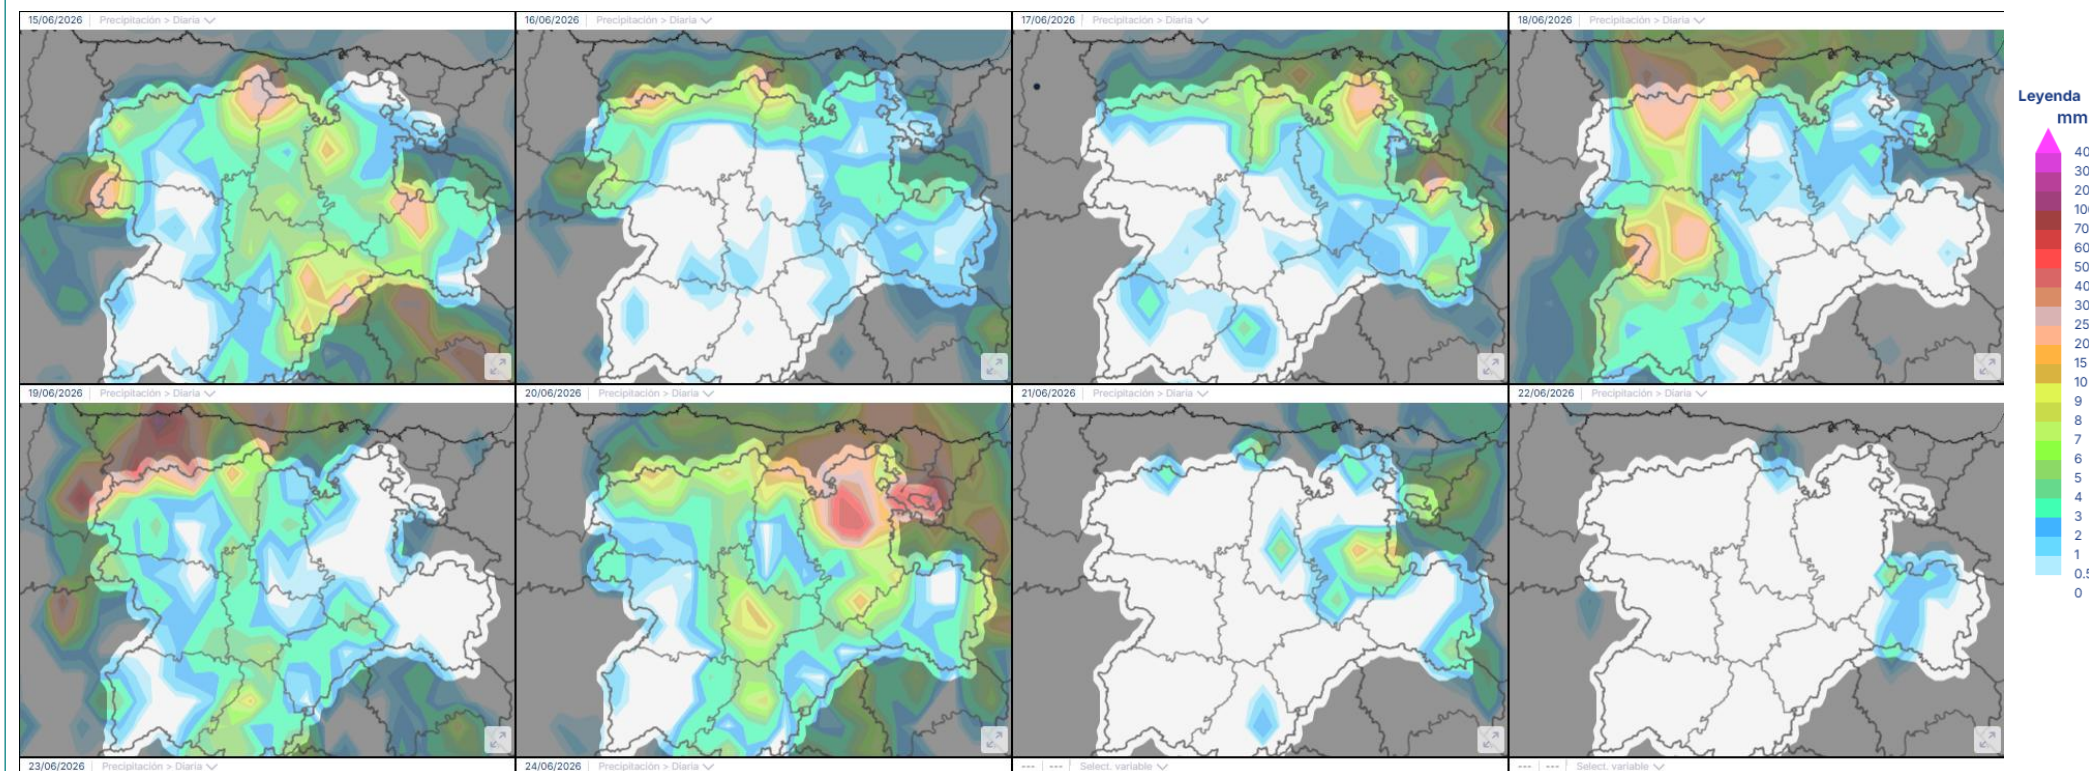 15/06/2026 Precipitación > Diaria
16/06/2026 Precipitación > Diaria
17/06/2026 Precipitación > Diaria
18/06/2026 Precipitación > Diaria
Leyenda
mm
40
30
20
10
70
60
50
40
30
25
20
15
10
9
8
7
6
5
4
3
2
1
0.5
0
19/06/2026 Precipitación > Diaria
20/06/2026 Precipitación > Diaria
21/06/2026 Precipitación > Diaria
22/06/2026 Precipitación > Diaria
23/06/2026 Precipitación > Diaria
24/06/2026 Precipitación > Diaria
--- --- Select. variable
--- --- Select. variable